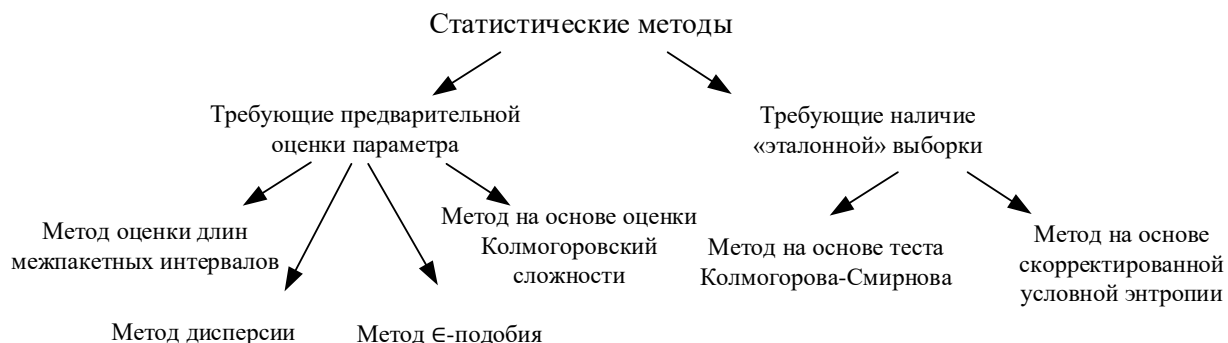 Статистические методы
Требующие предварительной
оценки параметра
Требующие наличие
«эталонной» выборки
Метод оценки длин
межпакетных интервалов
Метод дисперсии
Метод ∈-подобия
Метод на основе оценки
Колмогоровский
сложности
Метод на основе теста
Колмогорова-Смирнова
Метод на основе
скорректированной
условной энтропии